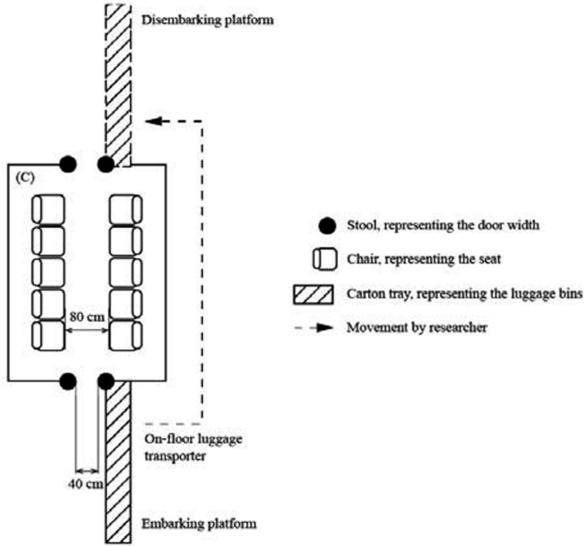 Disembarking platform
(C)
Stool, representing the door width
Chair, representing the seat
Carton tray, representing the luggage bins
80 cm
Movement by researcher
On-floor luggage
transporter
40 cm
Embarking platform